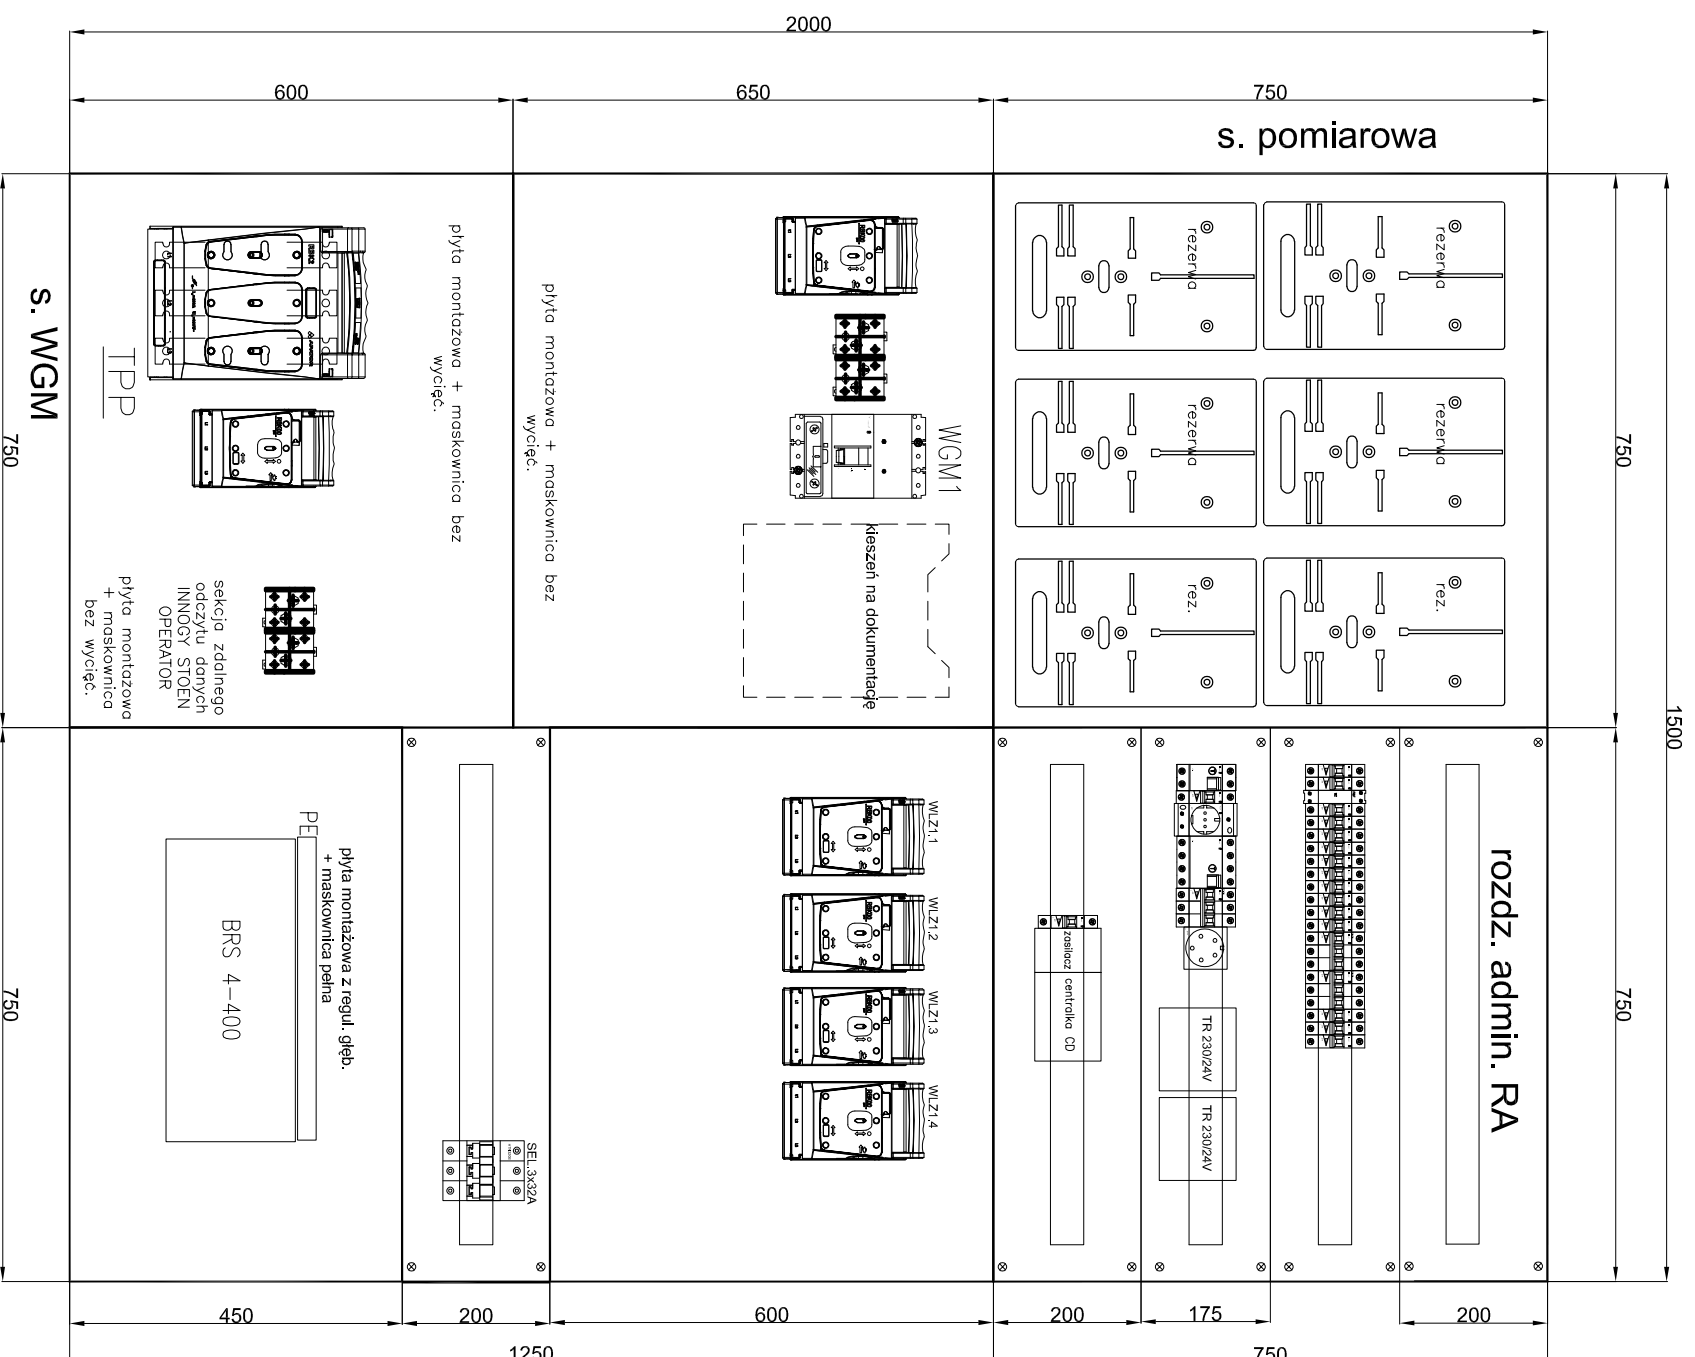 2000
600
650
750
s. pomiarowa
s. WGM
TPP
płyta montażowa + maskownica bez
wycięć.
sekcja zdalnego
odczytu danych
INNOGY STOEN
OPERATOR
płyta montażowa
+ maskownica
bez wycięć.
płyta montażowa + maskownica bez
wycięć.
WGM1
kieszeń na dokumentację
rezerwa
rezerwa
rezerwa
rezerwa
rez.
rez.
750
750
1500
750
750
PE
BRS 4-400
płyta montażowa z regul. głęb.
+ maskownica pełna
SEL.3x32A
WLZ1.1
WLZ1.2
WLZ1.3
WLZ1.4
zasilacz
centralka CD
TR 230/24V
TR 230/24V
rozdz. admin. RA
450
200
600
200
175
200
1250
750